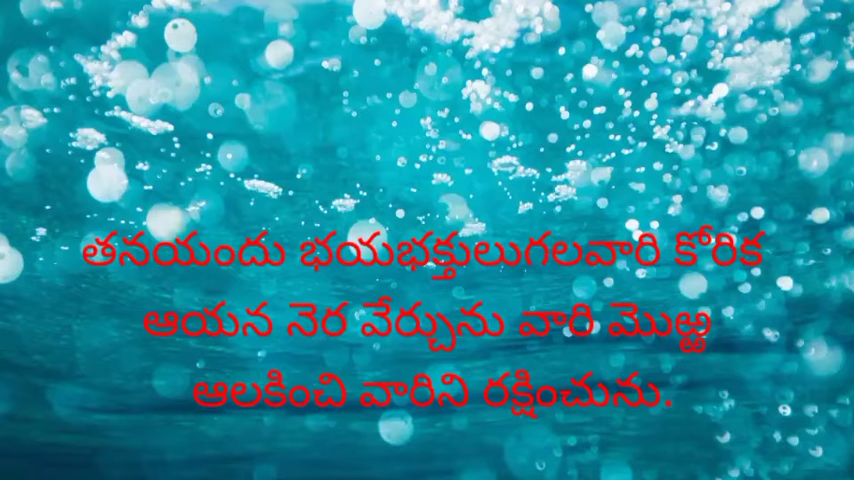 తనయందు భయభక్తులుగలవారి కోరిక
ఆయన నెర వేర్చును వారి మొఱ్ఱ
ఆలకించి వారిని రక్షించును.